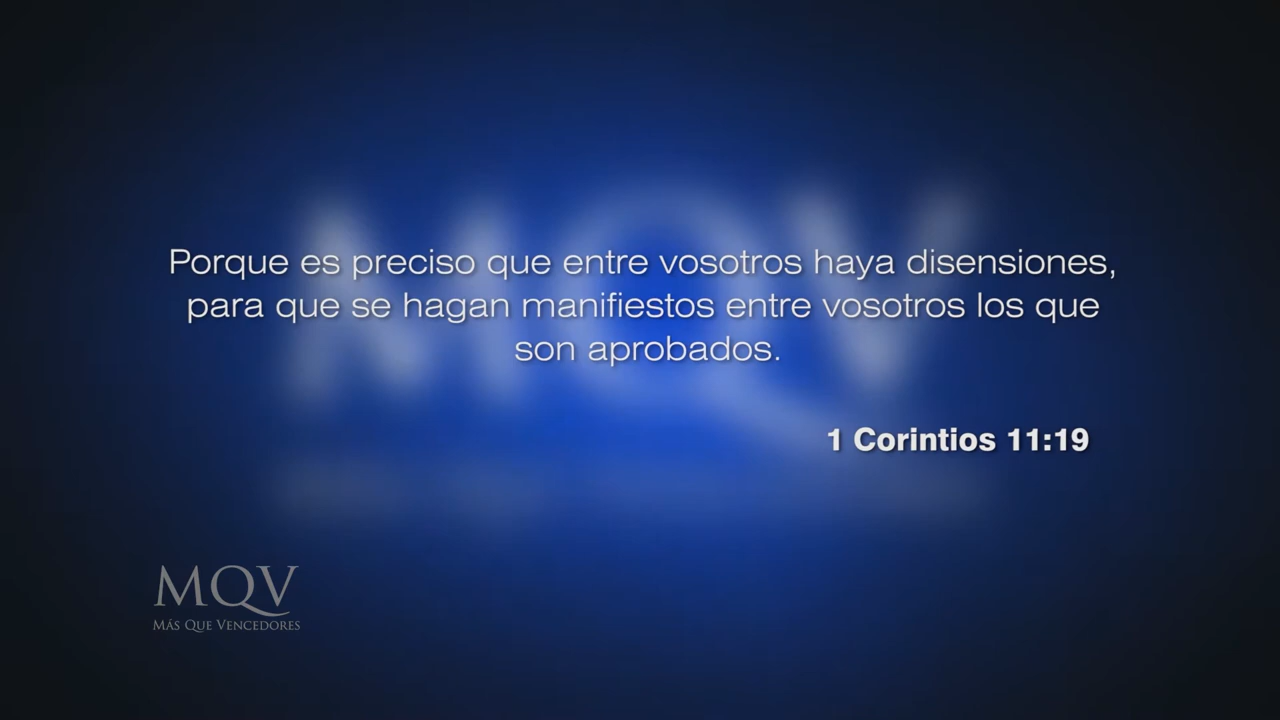 Porque es preciso que entre vosotros haya disensiones,
para que se hagan manifiestos entre vosotros los que
son aprobados.
1 Corintios 11:19
MQV
MÁS QUE VENCEDORES